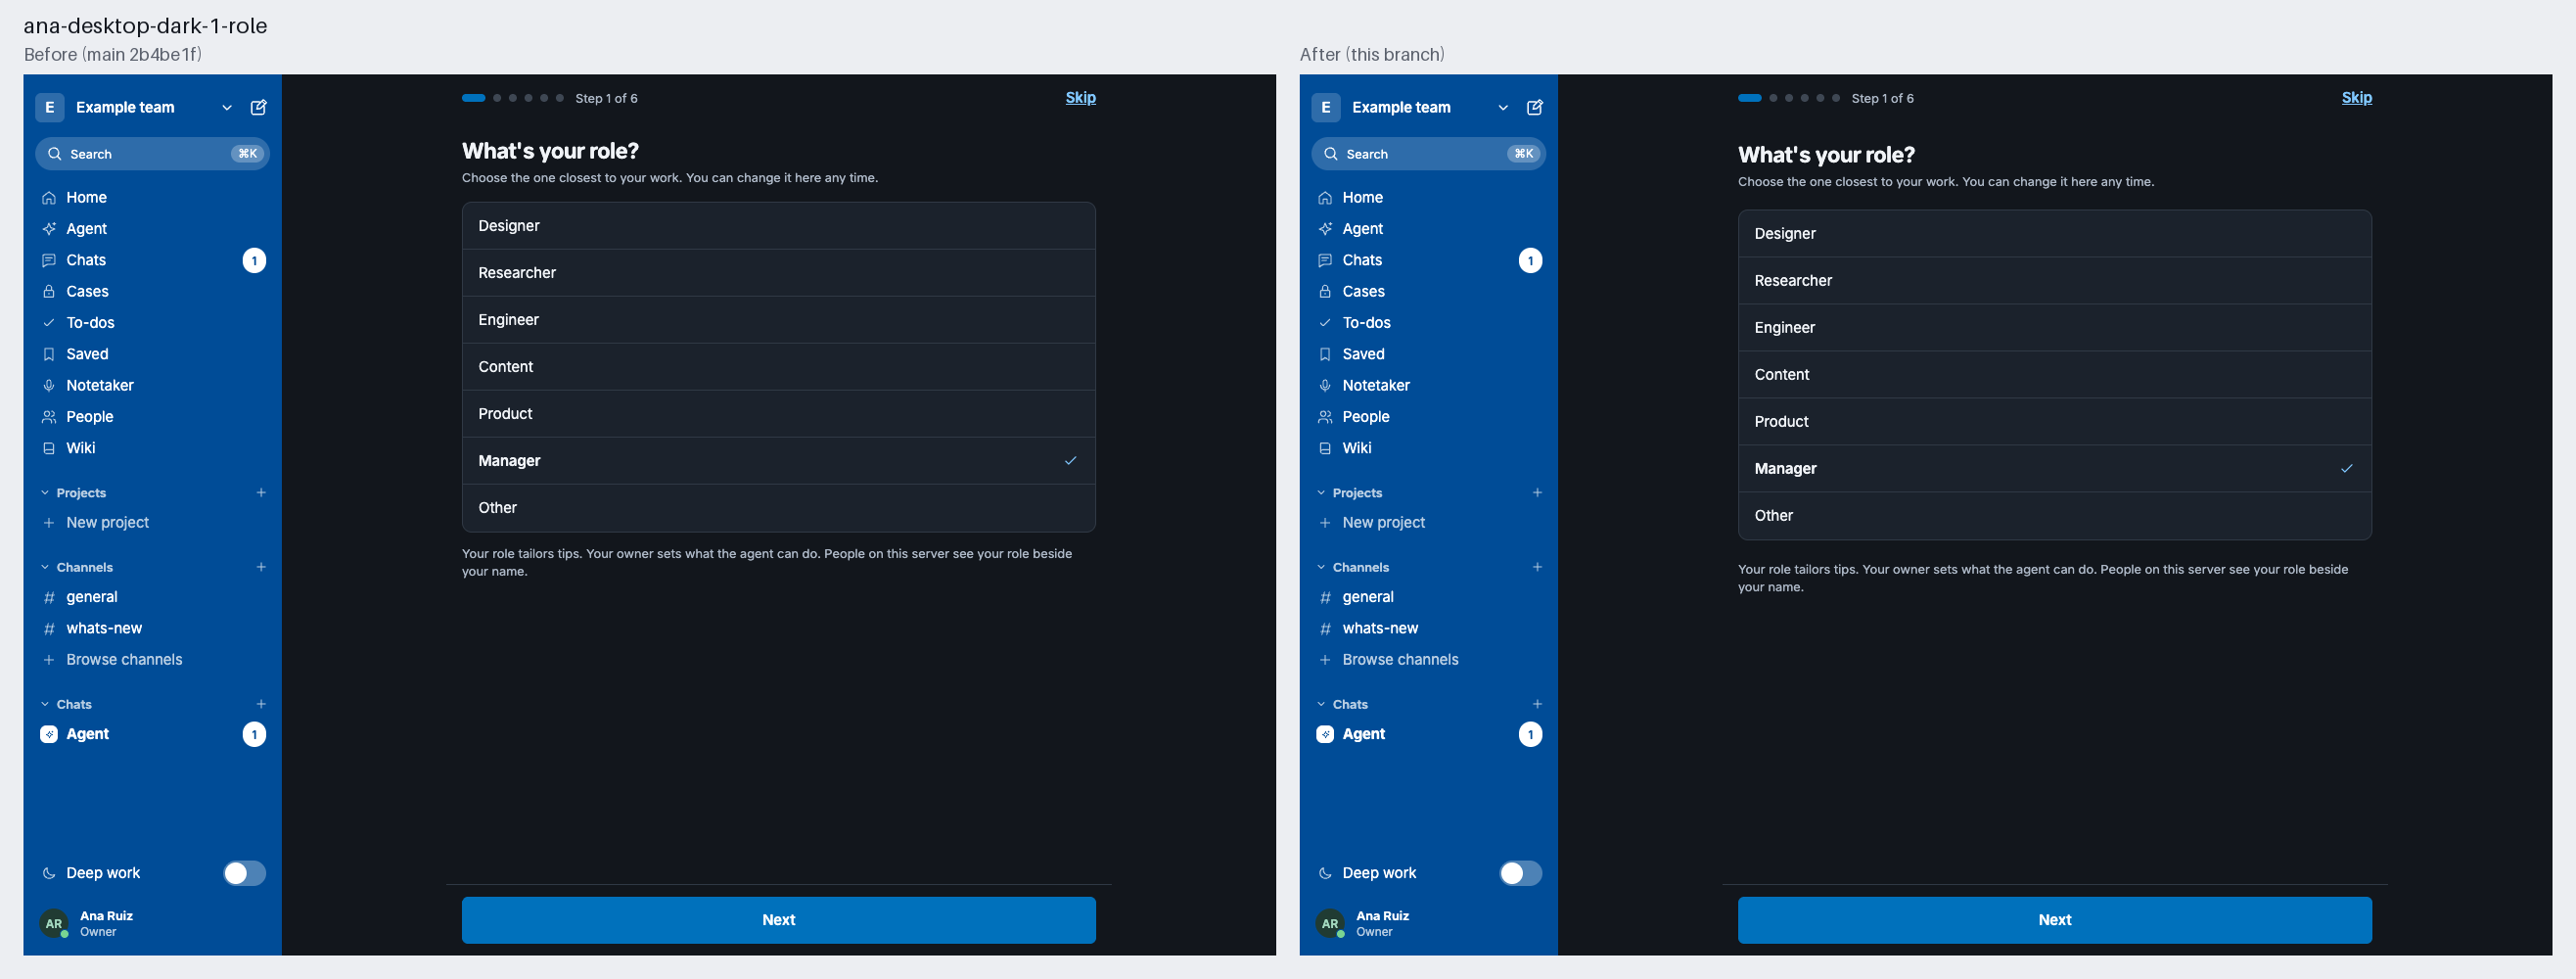 ana-desktop-dark-1-role
Before (main 2b4be1f)
E Example team
Search ⌘K
Home
Agent
Chats 1
Cases
To-dos
Saved
Notetaker
People
Wiki
Projects
New project
Channels
# general
# whats-new
Browse channels
Chats
Agent 1
Deep work
AR Ana Ruiz
Owner
Step 1 of 6 Skip
What's your role?
Choose the one closest to your work. You can change it here any time.
Designer
Researcher
Engineer
Content
Product
Manager
Other
Your role tailors tips. Your owner sets what the agent can do. People on this server see your role beside
your name.
Next
After (this branch)
E Example team
Search ⌘K
Home
Agent
Chats 1
Cases
To-dos
Saved
Notetaker
People
Wiki
Projects
New project
Channels
# general
# whats-new
Browse channels
Chats
Agent 1
Deep work
AR Ana Ruiz
Owner
Step 1 of 6 Skip
What's your role?
Choose the one closest to your work. You can change it here any time.
Designer
Researcher
Engineer
Content
Product
Manager
Other
Your role tailors tips. Your owner sets what the agent can do. People on this server see your role beside
your name.
Next